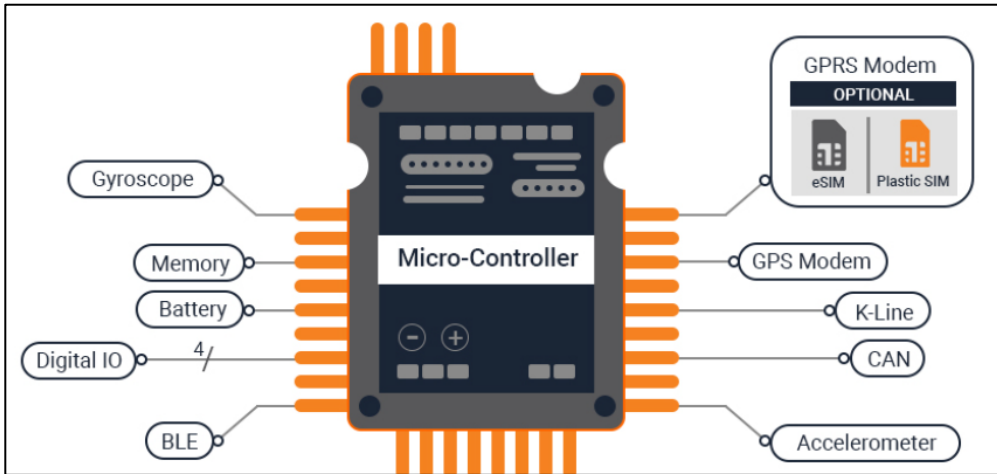 GPRS Modem
OPTIONAL
eSIM
Plastic SIM
Gyroscope
Memory
Micro-Controller
GPS Modem
Battery
K-Line
Digital IO
4/
CAN
BLE
Accelerometer
- +